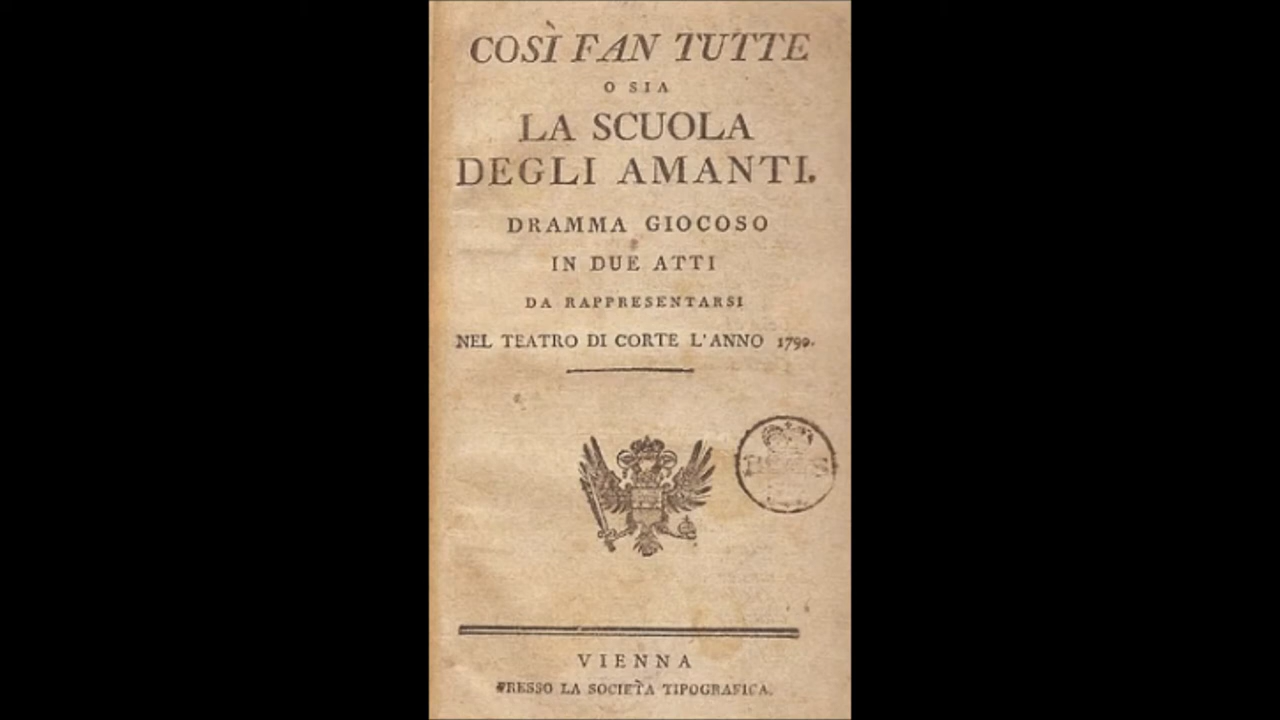 COSÌ FAN TUTTE
O SIA
LA SCUOLA
DEGLI AMANTI.
DRAMMA GIOCOSO
IN DUE ATTI
DA RAPPRESENTARSI
NEL TEATRO DI CORTE L'ANNO 1790.
VIENNA
PRESSO LA SOCIETÀ TIPOGRAFICA.